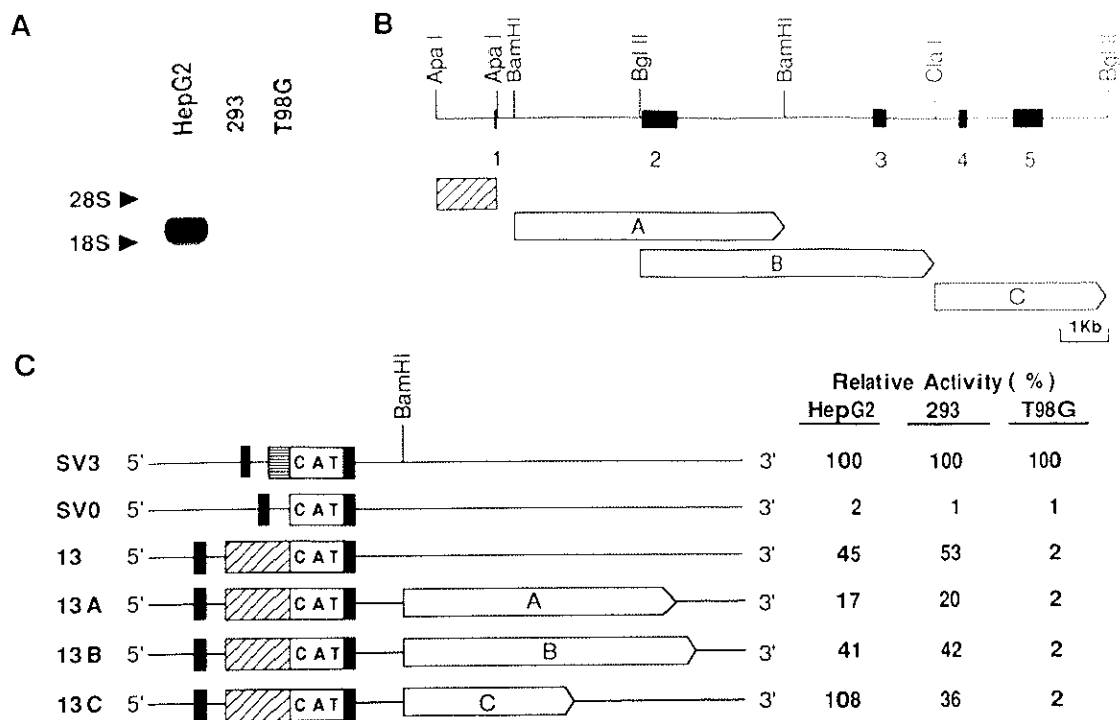 A
HepG2
293
T98G
28S
18S
B
Apa I
Apa I
BamHI
Bgl II
BamHI
Cla I
Bgl II
1
2
3
4
5
A
B
C
1Kb
C
BamHI
Relative Activity ( % )
HepG2 293 T98G
SV3 5' CAT 3' 100 100 100
SV0 5' CAT 3' 2 1 1
13 5' CAT 3' 45 53 2
13A 5' CAT A 3' 17 20 2
13B 5' CAT B 3' 41 42 2
13C 5' CAT C 3' 108 36 2